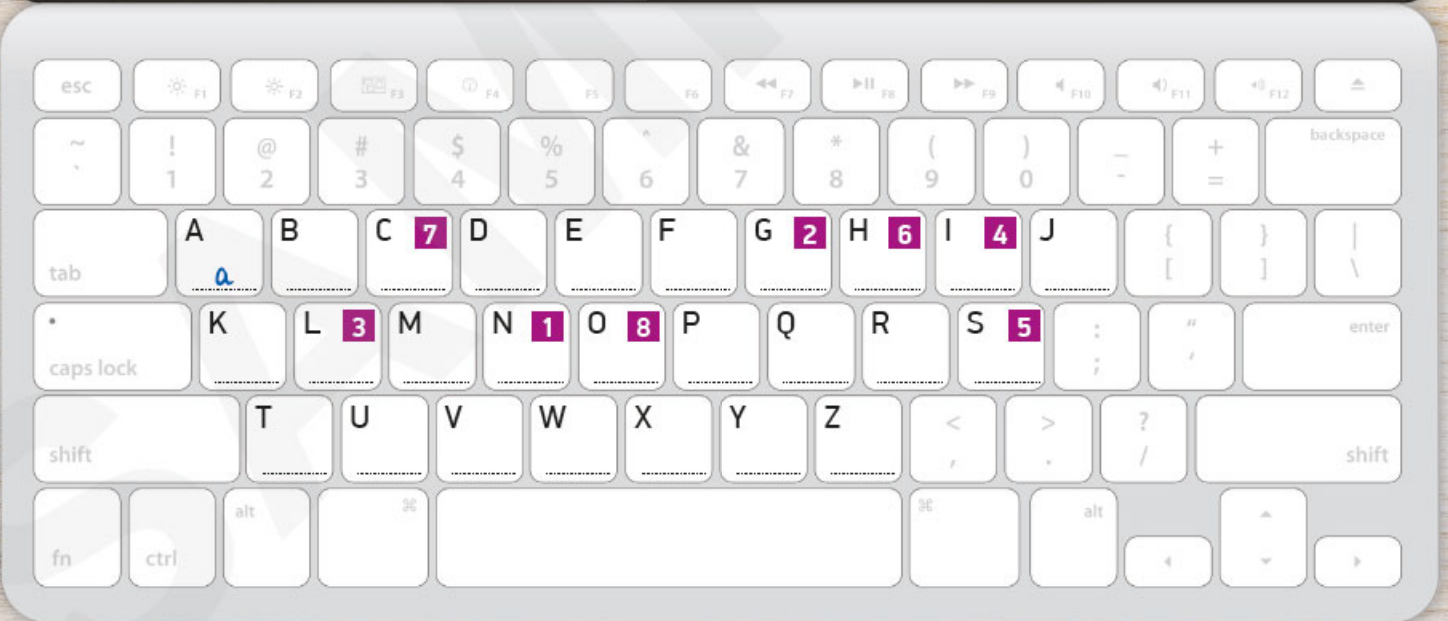 esc F1 F2 F3 F4 F5 F6 F7 F8 F9 F10 F11 F12
~ ` ! 1 @ 2 # 3 $ 4 % 5 ^ 6 & 7 * 8 ( 9 ) 0 _ - + = backspace
tab A a B C 7 D E F G 2 H 6 I 4 J { [ } ] | \
caps lock K L 3 M N 1 O 8 P Q R S 5 : ; " ' enter
shift T U V W X Y Z < , > . ? / shift
fn ctrl alt ⌘ ⌘ alt